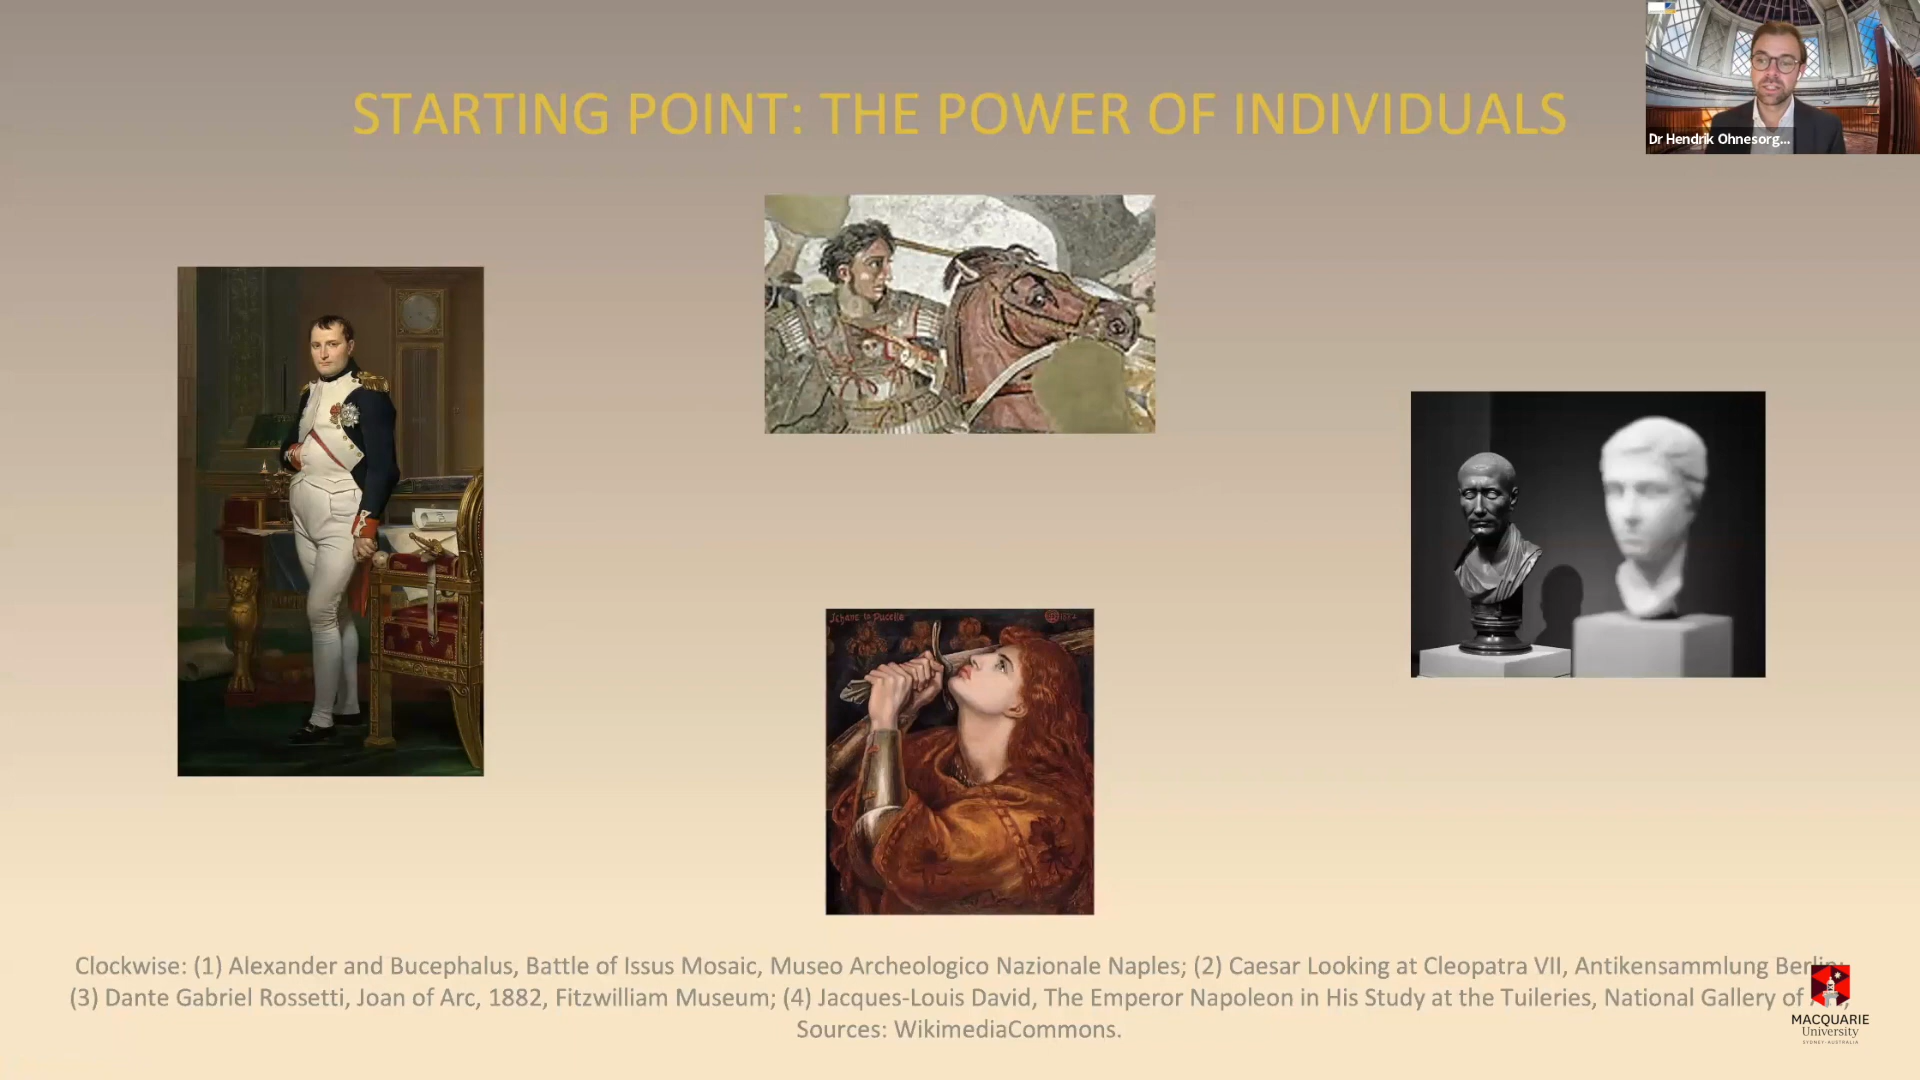 STARTING POINT: THE POWER OF INDIVIDUALS
Dr Hendrik Ohnesorg...
Jehane la Pucelle
Clockwise: (1) Alexander and Bucephalus, Battle of Issus Mosaic, Museo Archeologico Nazionale Naples; (2) Caesar Looking at Cleopatra VII, Antikensammlung Berlin;
(3) Dante Gabriel Rossetti, Joan of Arc, 1882, Fitzwilliam Museum; (4) Jacques-Louis David, The Emperor Napoleon in His Study at the Tuileries, National Gallery of
Sources: WikimediaCommons.
MACQUARIE
University
SYDNEY·AUSTRALIA